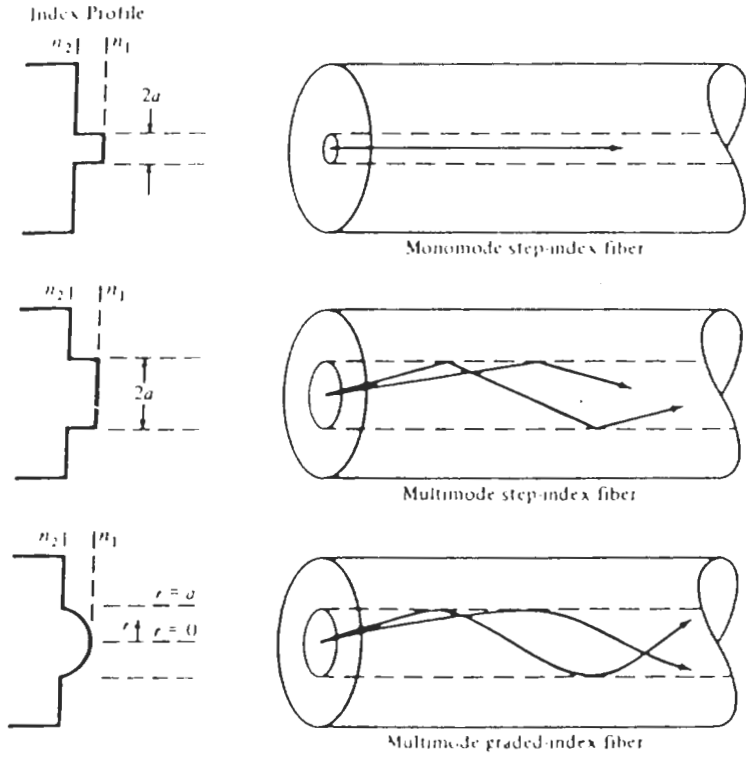 Index Profile
n₂ n₁
2a
Monomode step-index fiber
n₂ n₁
2a
Multimode step-index fiber
n₂ n₁
r = a
r r = 0
Multimode graded-index fiber